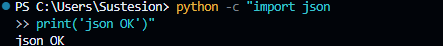 PS C:\Users\Sustesion> python -c "import json
>> print('json OK')"
json OK